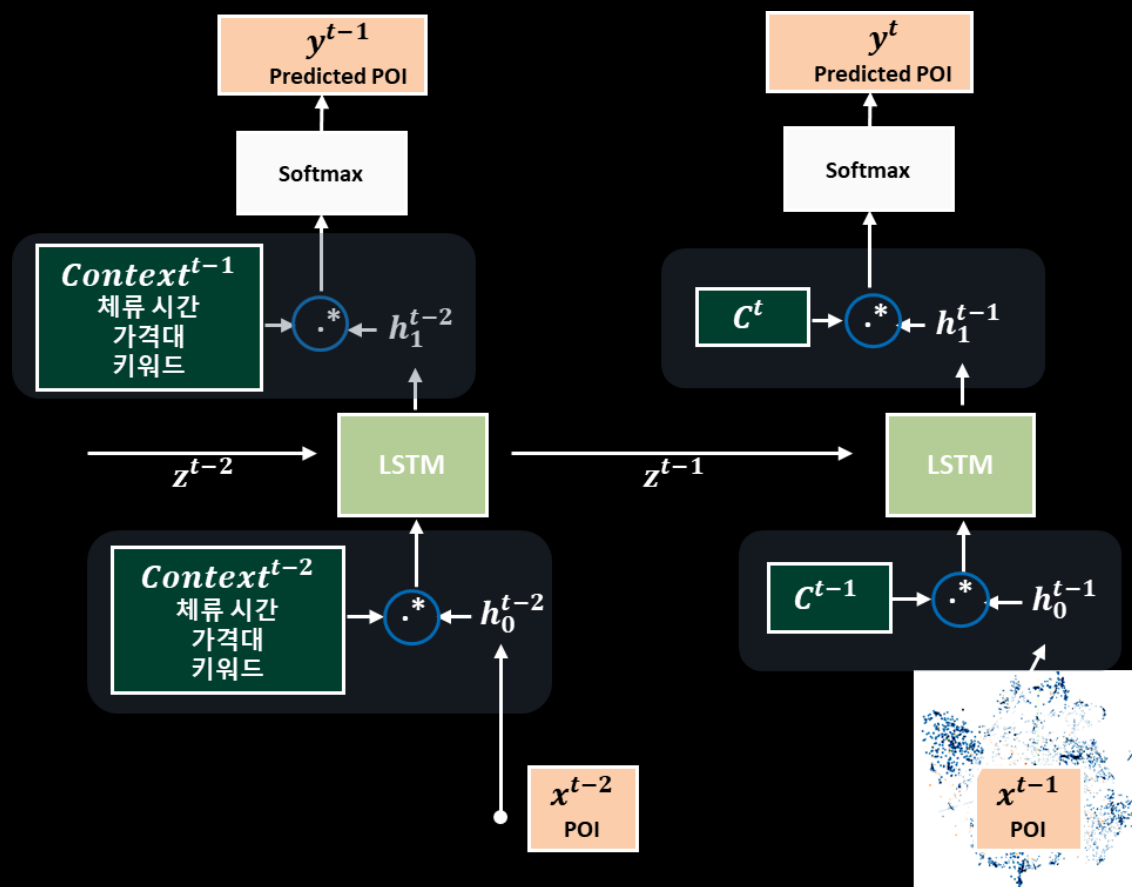 y^{t-1}
Predicted POI
y^t
Predicted POI
Softmax
Softmax
Context^{t-1}
체류 시간
가격대
키워드
.*
h_1^{t-2}
C^t
.*
h_1^{t-1}
LSTM
LSTM
z^{t-2}
z^{t-1}
Context^{t-2}
체류 시간
가격대
키워드
.*
h_0^{t-2}
C^{t-1}
.*
h_0^{t-1}
x^{t-2}
POI
x^{t-1}
POI